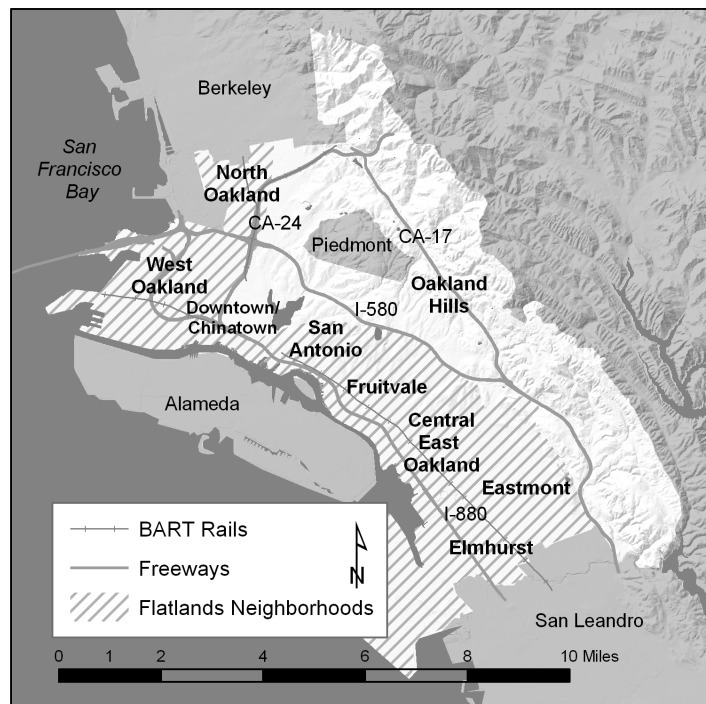 Berkeley
San
Francisco
Bay
North
Oakland
CA-24
Piedmont
CA-17
West
Oakland
Oakland
Hills
Downtown/
Chinatown
I-580
San
Antonio
Fruitvale
Alameda
Central
East
Oakland
Eastmont
I-880
Elmhurst
BART Rails
Freeways
Flatlands Neighborhoods
N
San Leandro
0 2 4 6 8 10 Miles